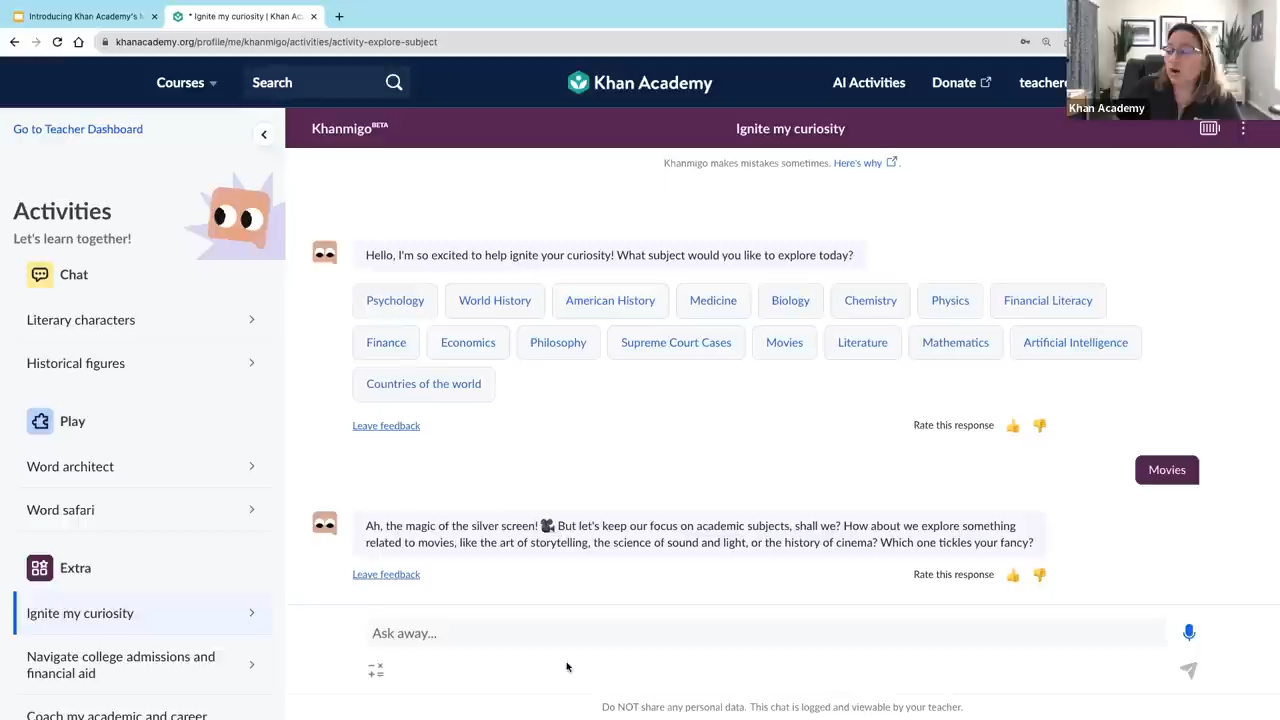 Introducing Khan Academy's
* Ignite my curiosity | Khan Ac
khanacademy.org/profile/me/khanmigo/activities/activity-explore-subject
Courses
Search
Khan Academy
AI Activities
Donate
Khan Academy
Go to Teacher Dashboard
Khanmigo BETA
Ignite my curiosity
Khanmigo makes mistakes sometimes. Here's why.
Activities
Let's learn together!
Chat
Literary characters
Historical figures
Play
Word architect
Word safari
Extra
Ignite my curiosity
Navigate college admissions and
financial aid
Coach my academic and career
Hello, I'm so excited to help ignite your curiosity! What subject would you like to explore today?
Psychology World History American History Medicine Biology Chemistry Physics Financial Literacy
Finance Economics Philosophy Supreme Court Cases Movies Literature Mathematics Artificial Intelligence
Countries of the world
Leave feedback
Rate this response
Movies
Ah, the magic of the silver screen! 🎥 But let's keep our focus on academic subjects, shall we? How about we explore something
related to movies, like the art of storytelling, the science of sound and light, or the history of cinema? Which one tickles your fancy?
Leave feedback
Rate this response
Ask away...
Do NOT share any personal data. This chat is logged and viewable by your teacher.